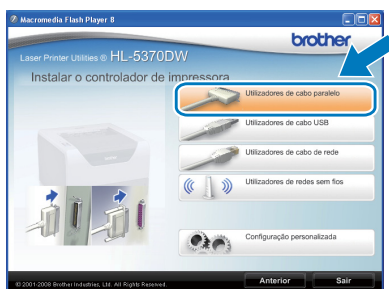 Macromedia Flash Player 8
brother
Laser Printer Utilities ® HL-5370DW
Instalar o controlador de impressora
Utilizadores de cabo paralelo
Utilizadores de cabo USB
Utilizadores de cabo de rede
Utilizadores de redes sem fios
Configuração personalizada
© 2001-2008 Brother Industries, Ltd. All Rights Reserved.
Anterior
Sair